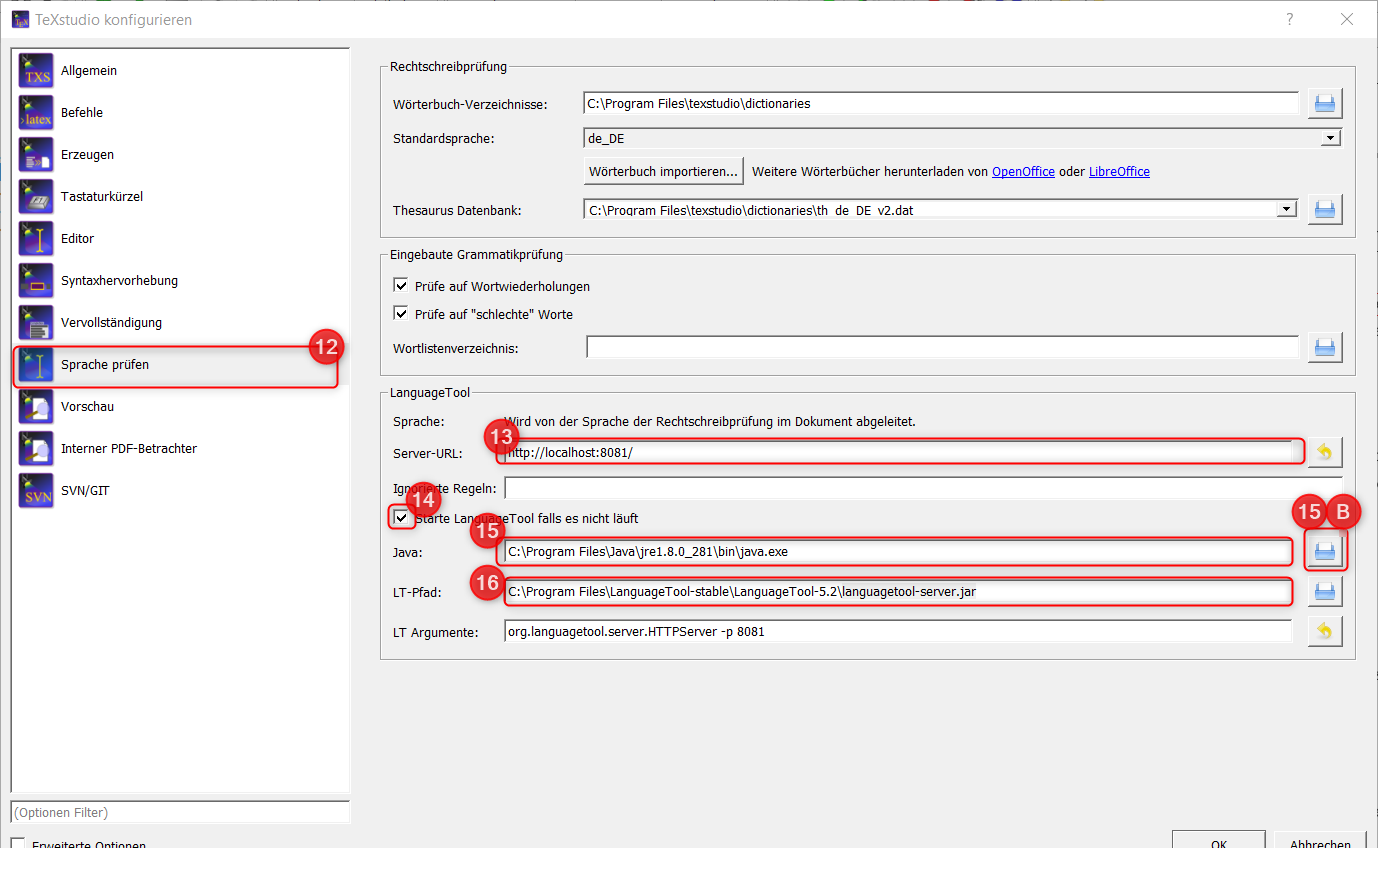 TeXstudio konfigurieren
Allgemein
Befehle
Erzeugen
Tastaturkürzel
Editor
Syntaxhervorhebung
Vervollständigung
12
Sprache prüfen
Vorschau
Interner PDF-Betrachter
SVN/GIT
(Optionen Filter)
Erweiterte Optionen
Rechtschreibprüfung
Wörterbuch-Verzeichnisse: C:\Program Files\texstudio\dictionaries
Standardsprache: de_DE
Wörterbuch importieren... Weitere Wörterbücher herunterladen von OpenOffice oder LibreOffice
Thesaurus Datenbank: C:\Program Files\texstudio\dictionaries\th_de_DE_v2.dat
Eingebaute Grammatikprüfung
Prüfe auf Wortwiederholungen
Prüfe auf "schlechte" Worte
Wortlistenverzeichnis:
LanguageTool
Sprache: Wird von der Sprache der Rechtschreibprüfung im Dokument abgeleitet.
13
Server-URL: http://localhost:8081/
Ignorierte Regeln:
14
Starte LanguageTool falls es nicht läuft
15 15 B
Java: C:\Program Files\Java\jre1.8.0_281\bin\java.exe
16
LT-Pfad: C:\Program Files\LanguageTool-stable\LanguageTool-5.2\languagetool-server.jar
LT Argumente: org.languagetool.server.HTTPServer -p 8081
OK Abbrechen